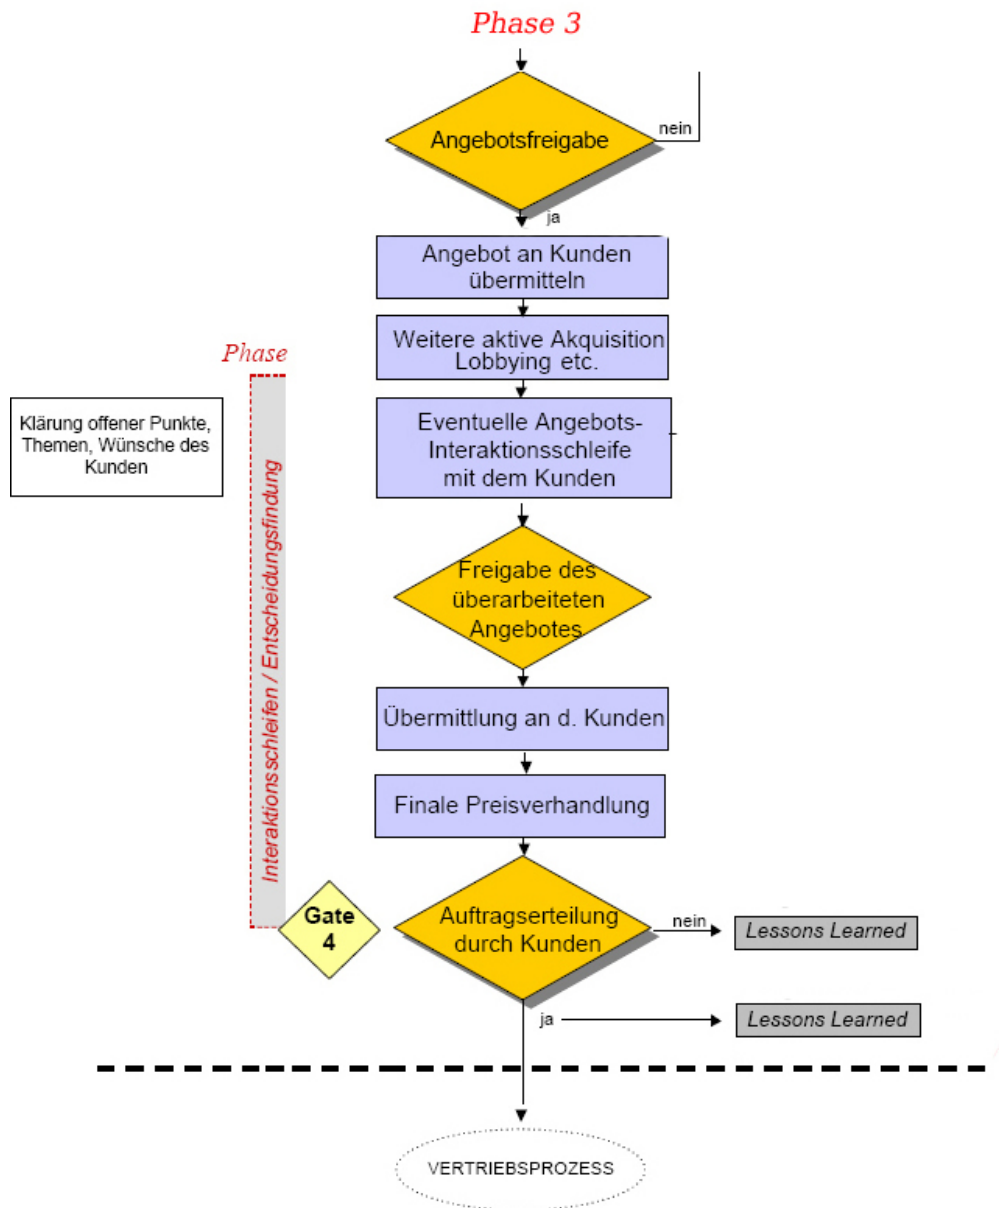 Phase 3
Angebotsfreigabe
nein
ja
Angebot an Kunden
übermitteln
Weitere aktive Akquisition
Lobbying etc.
Phase
Klärung offener Punkte,
Themen, Wünsche des
Kunden
Interaktionsschleifen / Entscheidungsfindung
Eventuelle Angebots-
Interaktionsschleife
mit dem Kunden
Freigabe des
überarbeiteten
Angebotes
Übermittlung an d. Kunden
Finale Preisverhandlung
Gate
4
Auftragserteilung
durch Kunden
nein
Lessons Learned
ja
Lessons Learned
VERTRIEBSPROZESS